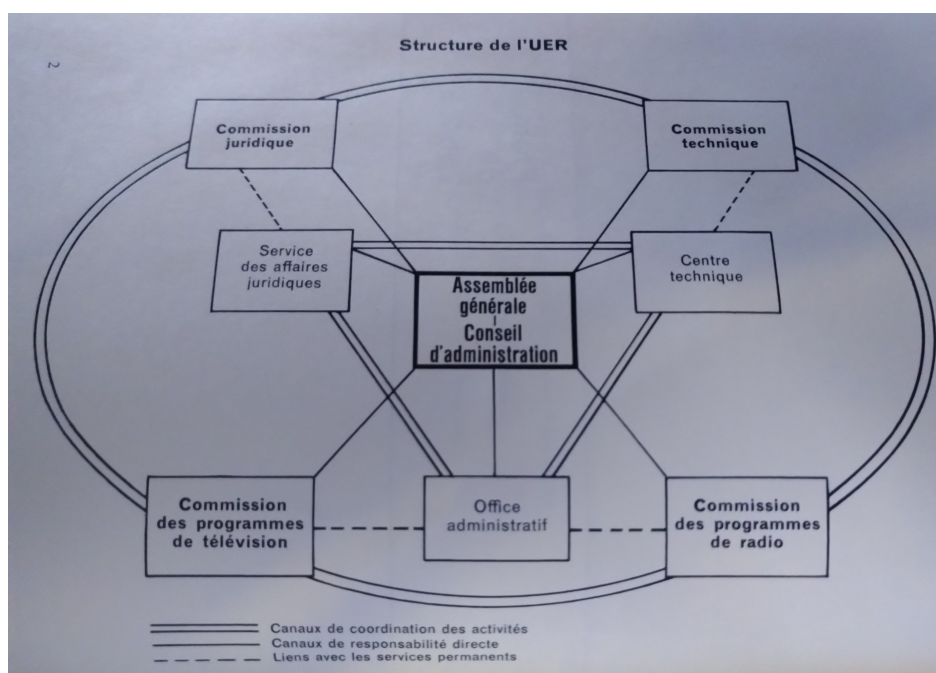 Structure de l'UER
2
Commission
juridique
Commission
technique
Service
des affaires
juridiques
Centre
technique
Assemblée
générale
Conseil
d'administration
Commission
des programmes
de télévision
Office
administratif
Commission
des programmes
de radio
Canaux de coordination des activités
Canaux de responsabilité directe
Liens avec les services permanents